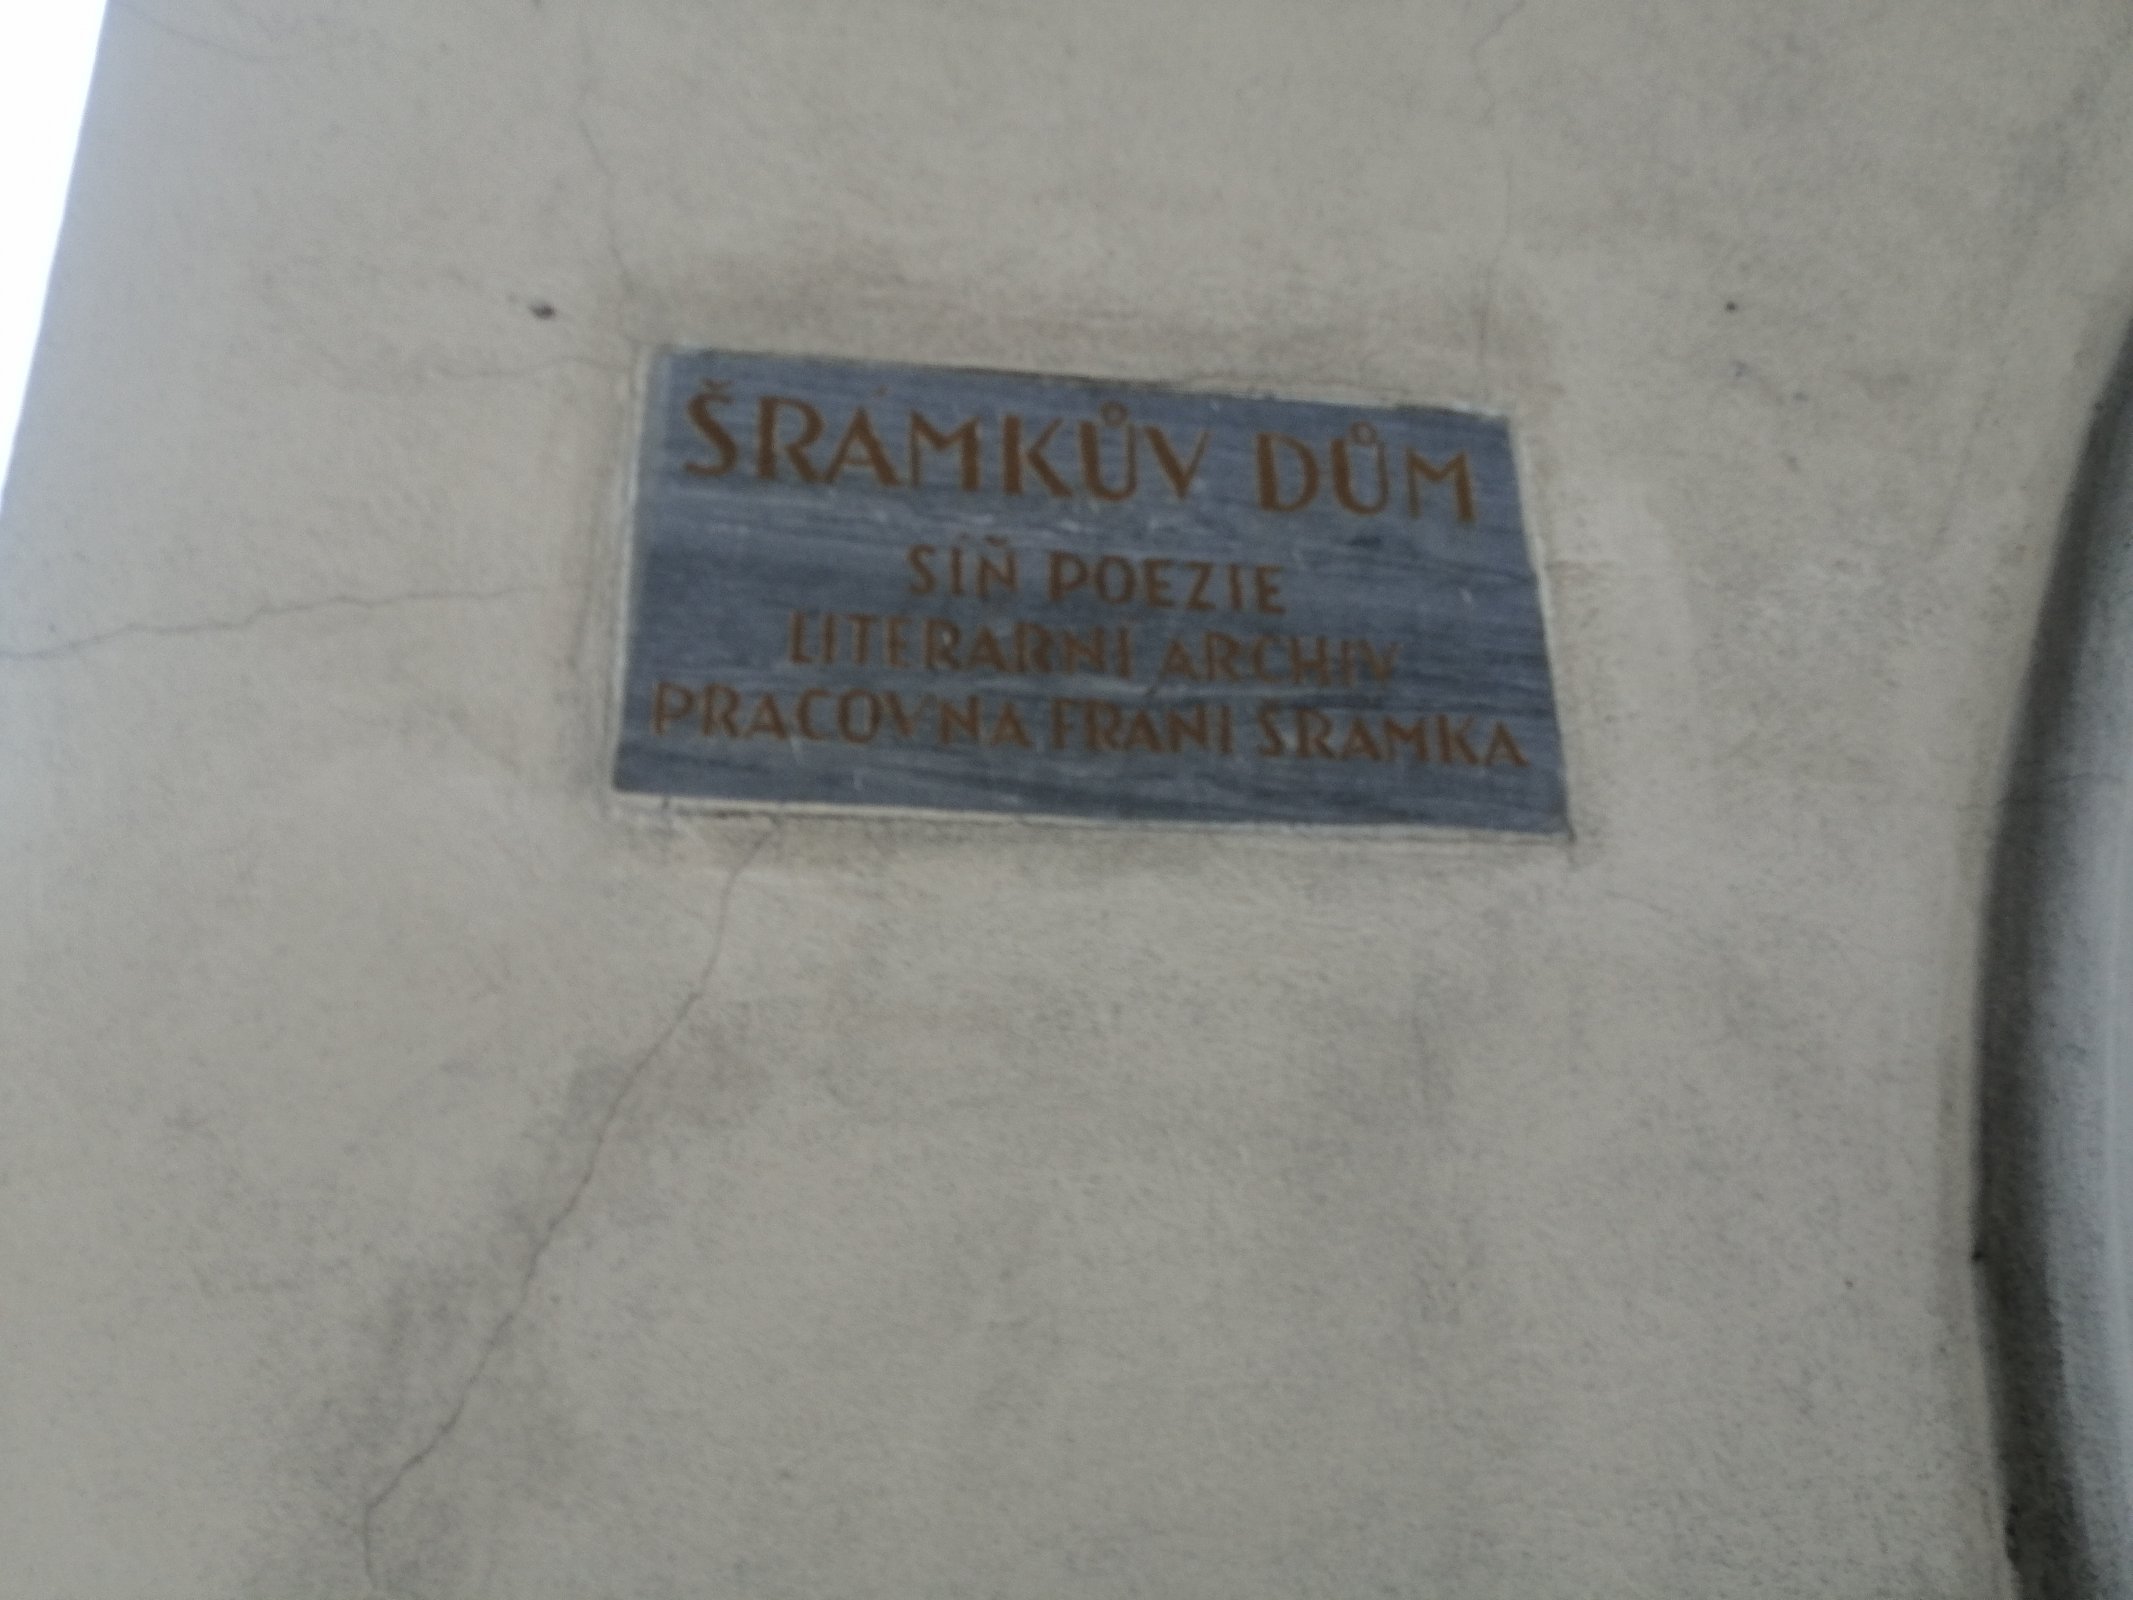 ŠRÁMKŮV DŮM
SÍŇ POEZIE
LITERÁRNÍ ARCHIV
PRACOVNA FRÁNI ŠRÁMKA